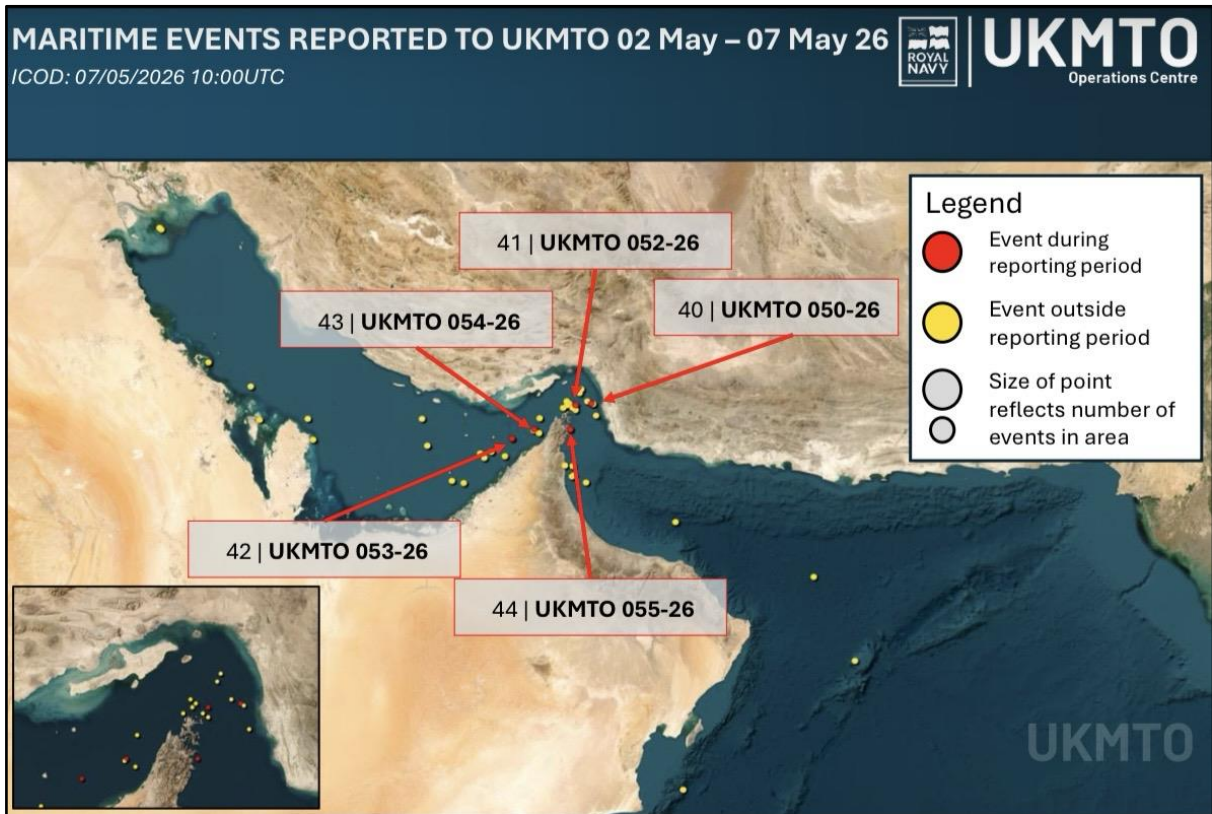 MARITIME EVENTS REPORTED TO UKMTO 02 May – 07 May 26
ICOD: 07/05/2026 10:00UTC
ROYAL
NAVY
UKMTO
Operations Centre
Legend
Event during
reporting period
Event outside
reporting period
Size of point
reflects number of
events in area
41 | UKMTO 052-26
43 | UKMTO 054-26
40 | UKMTO 050-26
42 | UKMTO 053-26
44 | UKMTO 055-26
UKMTO